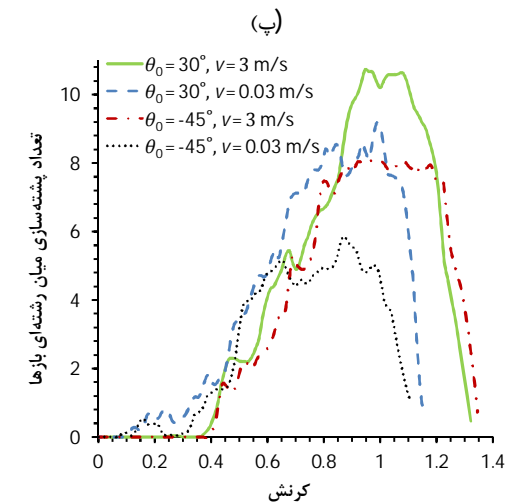 (پ)
θ0 = 30°, v = 3 m/s
θ0 = 30°, v = 0.03 m/s
θ0 = -45°, v = 3 m/s
θ0 = -45°, v = 0.03 m/s
تعداد پشته‌سازی میان رشته‌ای بازها
10
8
6
4
2
0
0 0.2 0.4 0.6 0.8 1 1.2 1.4
کرنش